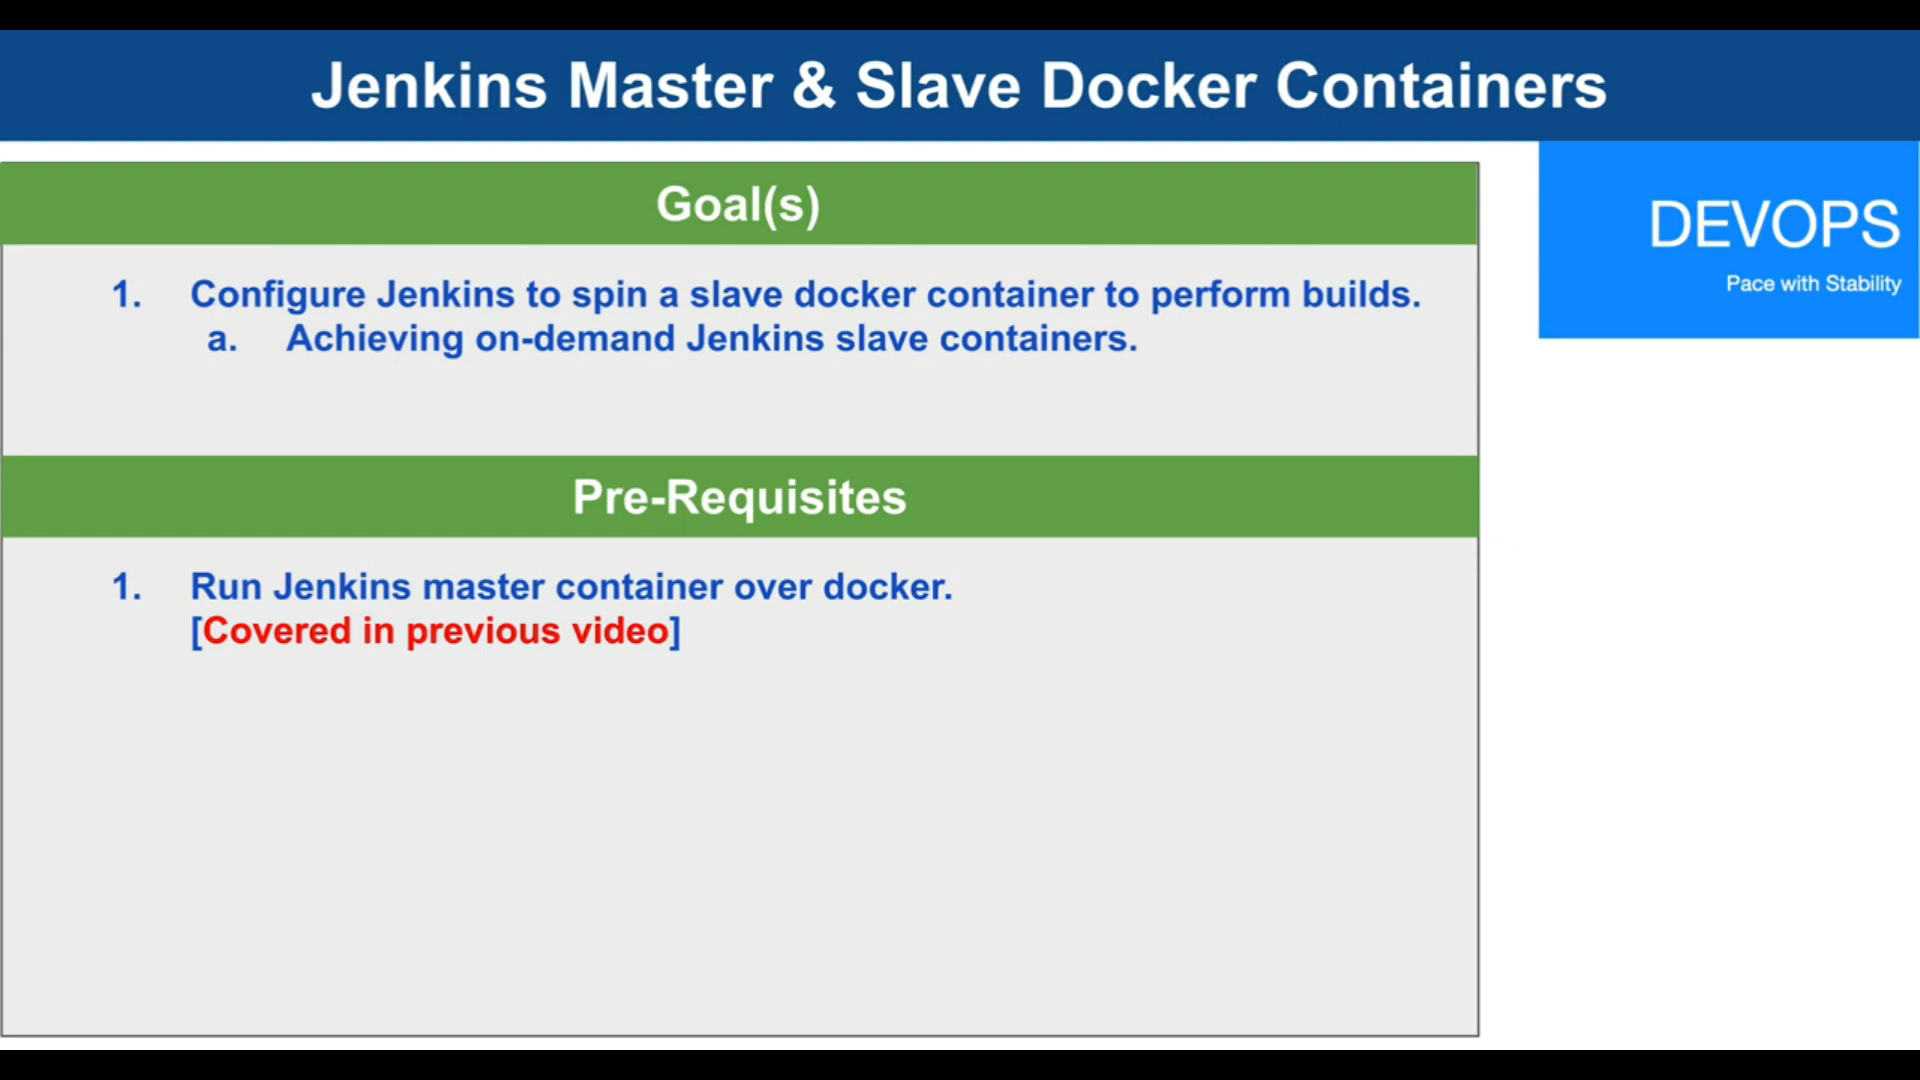 Jenkins Master & Slave Docker Containers
Goal(s)
DEVOPS
Pace with Stability
1. Configure Jenkins to spin a slave docker container to perform builds.
a. Achieving on-demand Jenkins slave containers.
Pre-Requisites
1. Run Jenkins master container over docker.
[Covered in previous video]